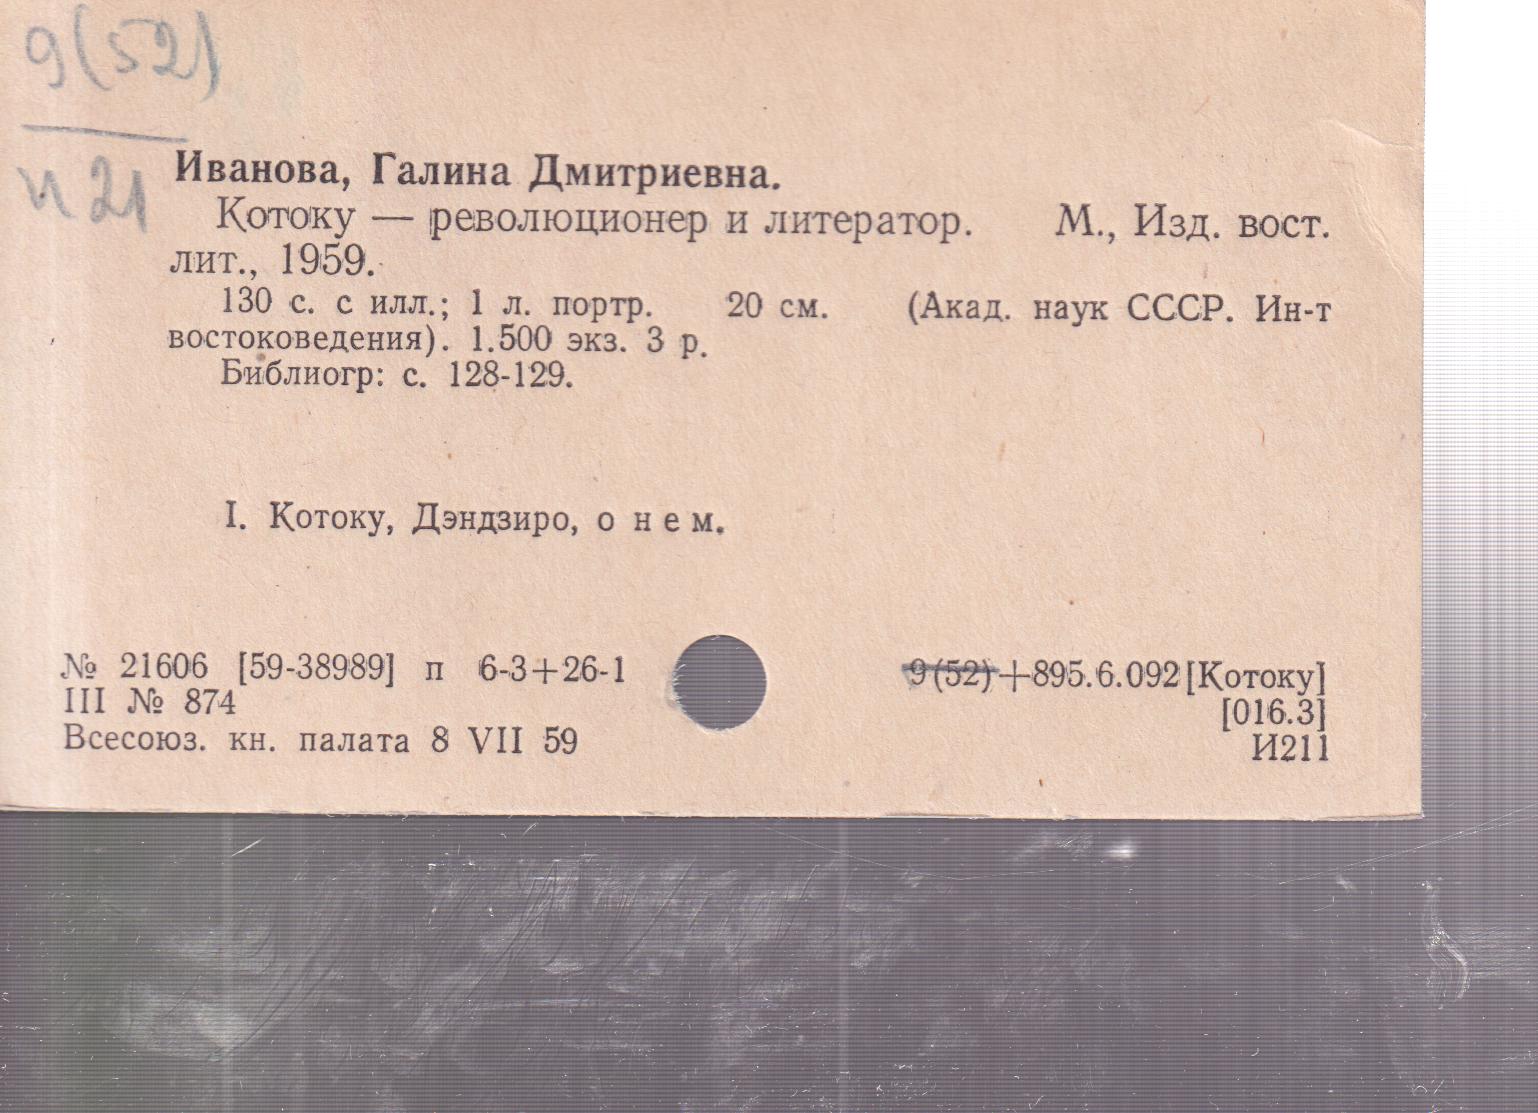 9(52)
И21
Иванова, Галина Дмитриевна.
Котоку — революционер и литератор. М., Изд. вост.
лит., 1959.
130 с. с илл.; 1 л. портр. 20 см. (Акад. наук СССР. Ин-т
востоковедения). 1.500 экз. 3 р.
Библиогр: с. 128-129.
I. Котоку, Дэндзиро, о нем.
№ 21606 [59-38989] п 6-3+26-1
9(52)+895.6.092[Котоку]
III № 874
[016.3]
Всесоюз. кн. палата 8 VII 59
И211